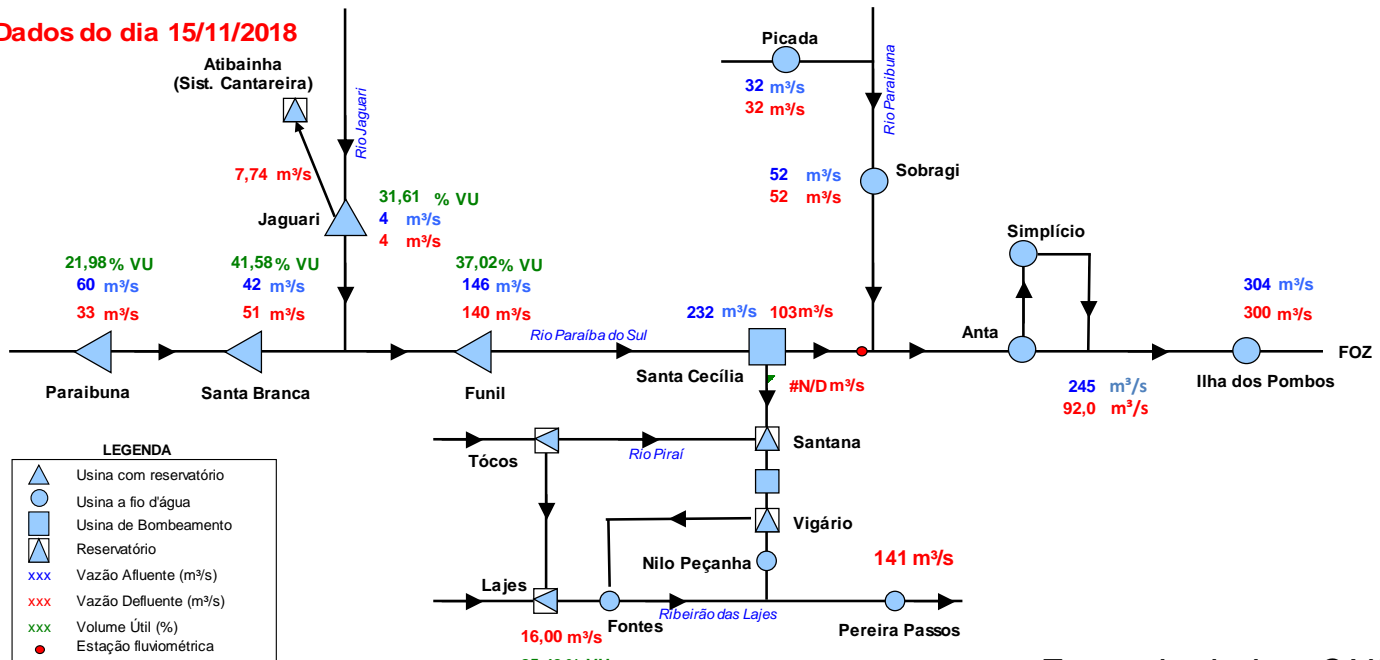 Dados do dia 15/11/2018
Atibainha
(Sist. Cantareira)
Rio Jaguari
7,74 m³/s
Jaguari
31,61 % VU
4 m³/s
4 m³/s
Picada
32 m³/s
32 m³/s
Rio Paraibuna
52 m³/s
52 m³/s
Sobragi
Simplício
21,98 % VU
60 m³/s
33 m³/s
Paraibuna
41,58 % VU
42 m³/s
51 m³/s
Santa Branca
37,02 % VU
146 m³/s
140 m³/s
Funil
Rio Paraíba do Sul
232 m³/s 103 m³/s
Santa Cecília
#N/D m³/s
Anta
245 m³/s
92,0 m³/s
304 m³/s
300 m³/s
Ilha dos Pombos
FOZ
Tócos
Rio Piraí
Santana
Vigário
Nilo Peçanha
141 m³/s
Lajes
16,00 m³/s
Fontes
Ribeirão das Lajes
Pereira Passos
LEGENDA
Usina com reservatório
Usina a fio d'água
Usina de Bombeamento
Reservatório
xxx Vazão Afluente (m³/s)
xxx Vazão Defluente (m³/s)
xxx Volume Útil (%)
Estação fluviométrica